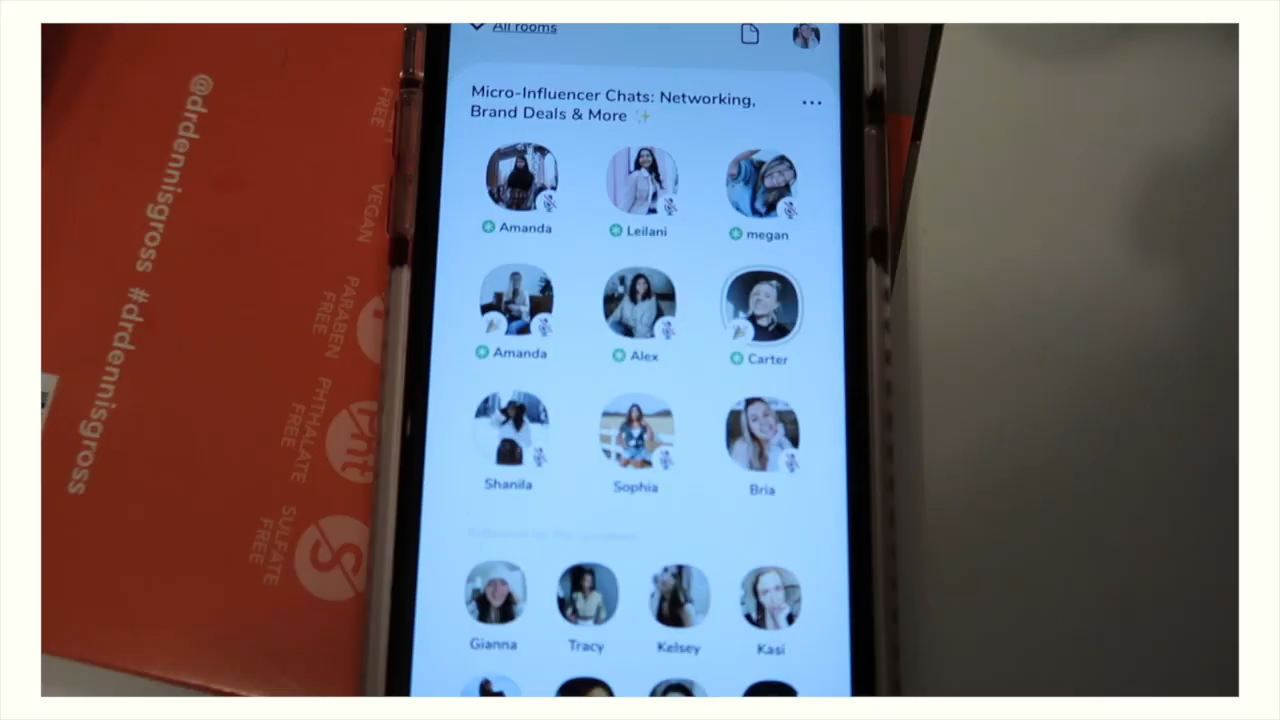 All rooms
Micro-Influencer Chats: Networking,
Brand Deals & More ✨
Amanda
Leilani
megan
Amanda
Alex
Carter
Shanila
Sophia
Bria
Gianna
Tracy
Kelsey
Kasi
@drdennisgross #drdennisgross
FREE
VEGAN
PARABEN
FREE
PHTHALATE
FREE
SULFATE
FREE
S